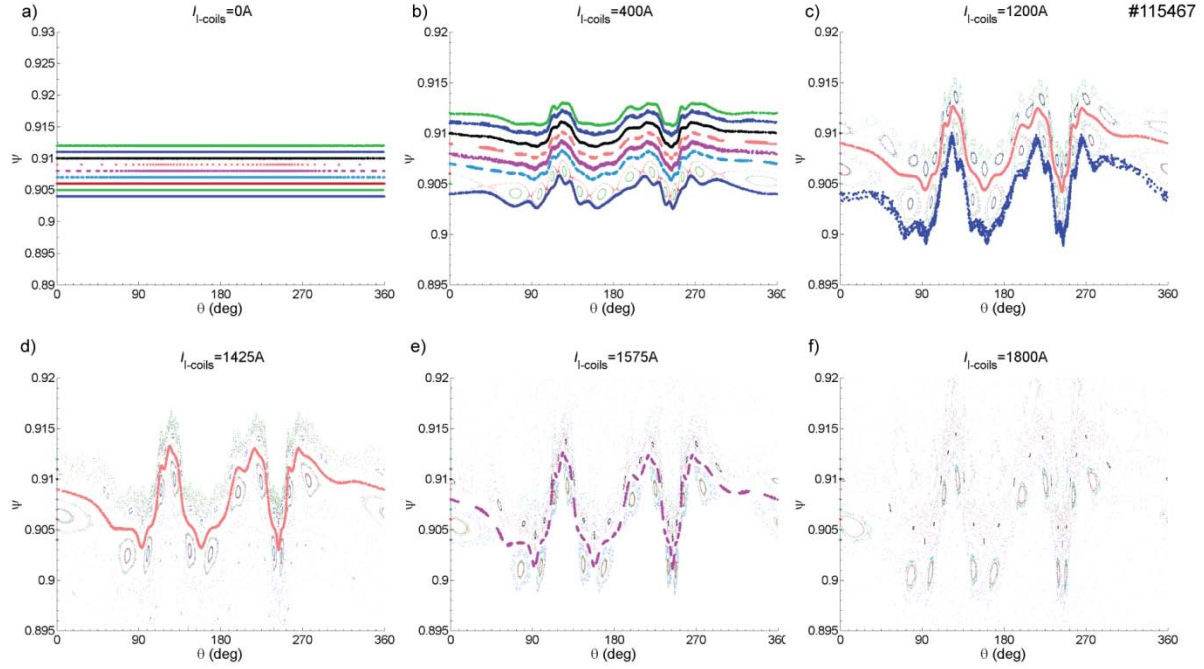 a) I_I-coils=0A b) I_I-coils=400A c) I_I-coils=1200A #115467
0.93
0.925
0.92
0.915
0.91
0.905
0.9
0.895
0.89
Ψ
0 90 180 270 360
Θ (deg)
0.92
0.915
0.91
0.905
0.9
0.895
Ψ
0 90 180 270 360
Θ (deg)
0.92
0.915
0.91
0.905
0.9
0.895
Ψ
0 90 180 270 360
Θ (deg)
d) I_I-coils=1425A e) I_I-coils=1575A f) I_I-coils=1800A
0.92
0.915
0.91
0.905
0.9
0.895
Ψ
0 90 180 270 360
Θ (deg)
0.92
0.915
0.91
0.905
0.9
0.895
Ψ
0 90 180 270 360
Θ (deg)
0.92
0.915
0.91
0.905
0.9
0.895
Ψ
0 90 180 270 360
Θ (deg)